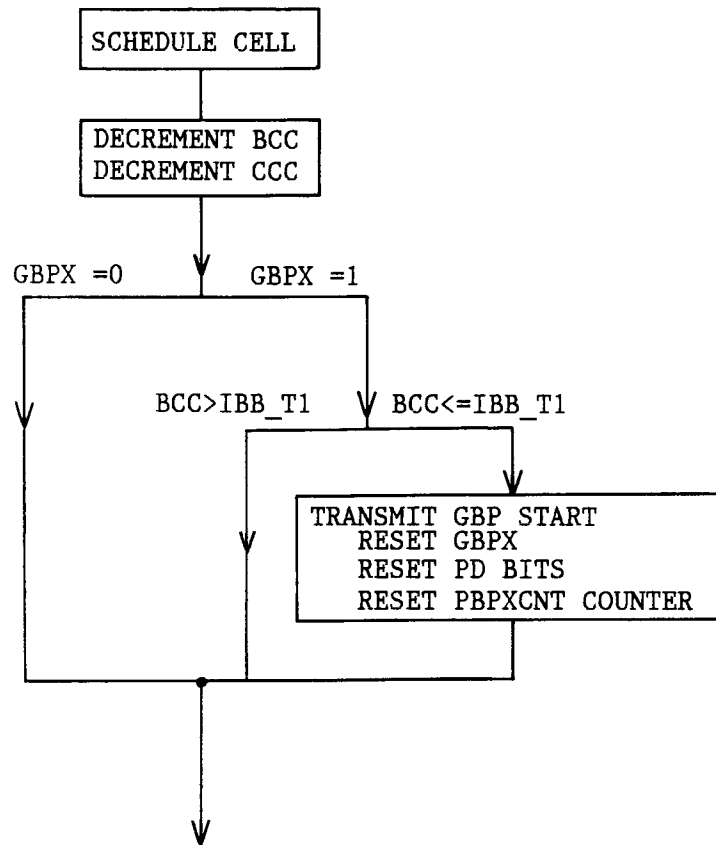 SCHEDULE CELL
DECREMENT BCC
DECREMENT CCC
GBPX =0
GBPX =1
BCC>IBB_T1
BCC<=IBB_T1
TRANSMIT GBP START
RESET GBPX
RESET PD BITS
RESET PBPXCNT COUNTER